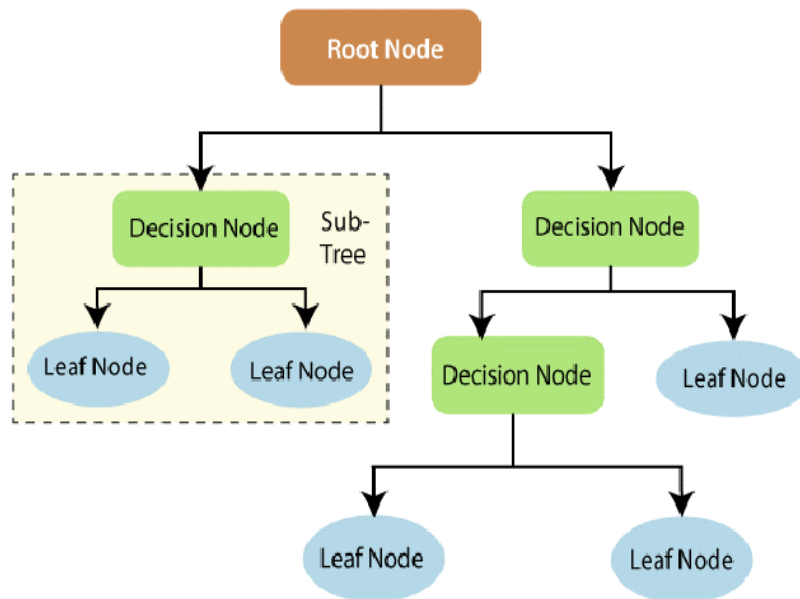 Root Node
Decision Node
Sub-
Tree
Decision Node
Leaf Node
Leaf Node
Decision Node
Leaf Node
Leaf Node
Leaf Node